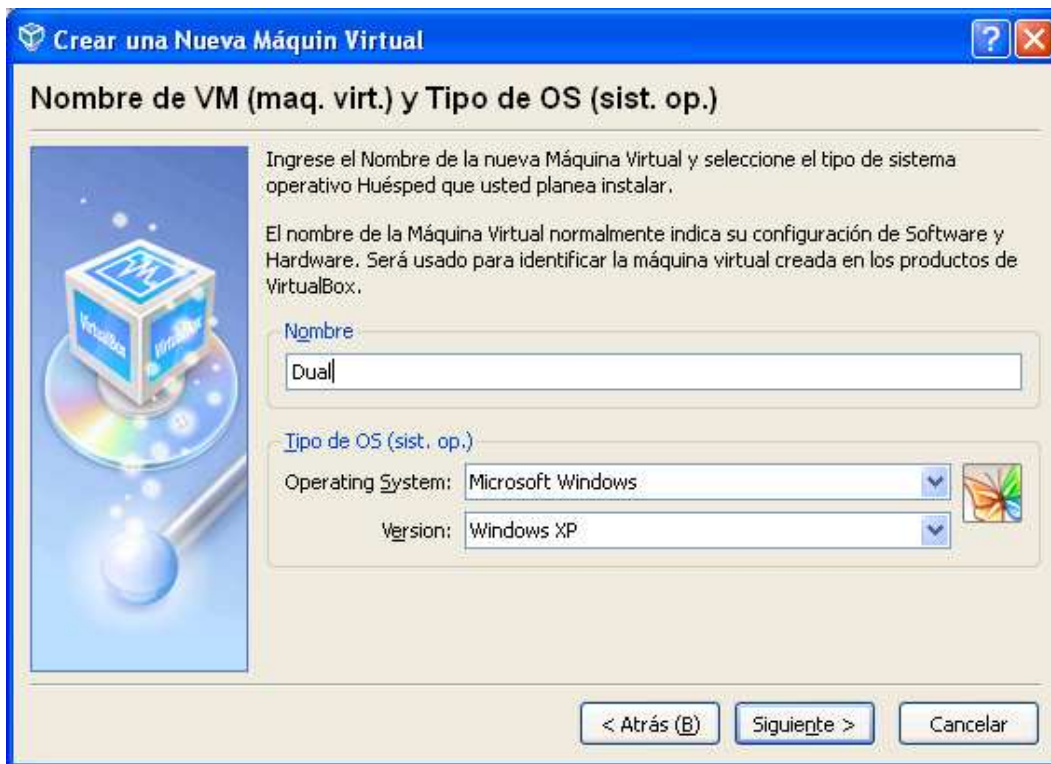 Crear una Nueva Máquin Virtual
Nombre de VM (maq. virt.) y Tipo de OS (sist. op.)
Ingrese el Nombre de la nueva Máquina Virtual y seleccione el tipo de sistema
operativo Huésped que usted planea instalar.
El nombre de la Máquina Virtual normalmente indica su configuración de Software y
Hardware. Será usado para identificar la máquina virtual creada en los productos de
VirtualBox.
Nombre
Dual
Tipo de OS (sist. op.)
Operating System: Microsoft Windows
Version: Windows XP
VirtualBox
VirtualBox
< Atrás (B) Siguiente > Cancelar